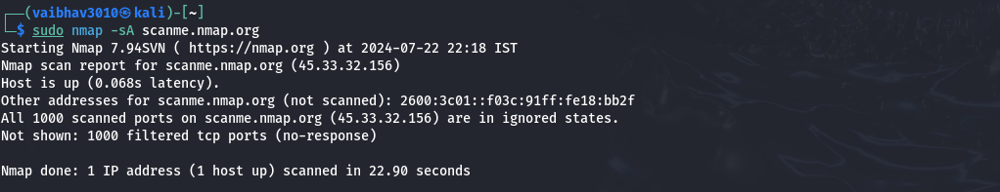 ┌──(vaibhav3010㉿kali)-[~]
└─$ sudo nmap -sA scanme.nmap.org
Starting Nmap 7.94SVN ( https://nmap.org ) at 2024-07-22 22:18 IST
Nmap scan report for scanme.nmap.org (45.33.32.156)
Host is up (0.068s latency).
Other addresses for scanme.nmap.org (not scanned): 2600:3c01::f03c:91ff:fe18:bb2f
All 1000 scanned ports on scanme.nmap.org (45.33.32.156) are in ignored states.
Not shown: 1000 filtered tcp ports (no-response)

Nmap done: 1 IP address (1 host up) scanned in 22.90 seconds